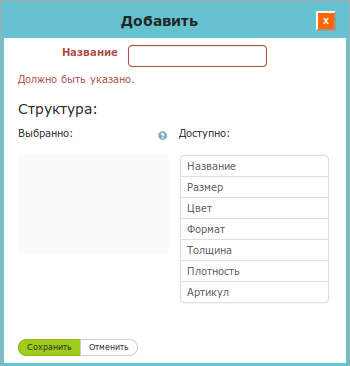 Добавить
x
Название
Должно быть указано.
Структура:
Выбранно: ? Доступно:
Название
Размер
Цвет
Формат
Толщина
Плотность
Артикул
Сохранить Отменить